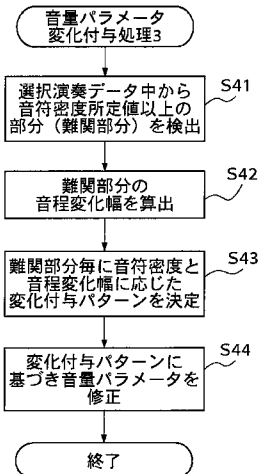 音量パラメータ
変化付与処理3
S41
選択演奏データ中から
音符密度所定値以上の
部分（難関部分）を検出
S42
難関部分の
音程変化幅を算出
S43
難関部分毎に音符密度と
音程変化幅に応じた
変化付与パターンを決定
S44
変化付与パターンに
基づき音量パラメータを
修正
終了